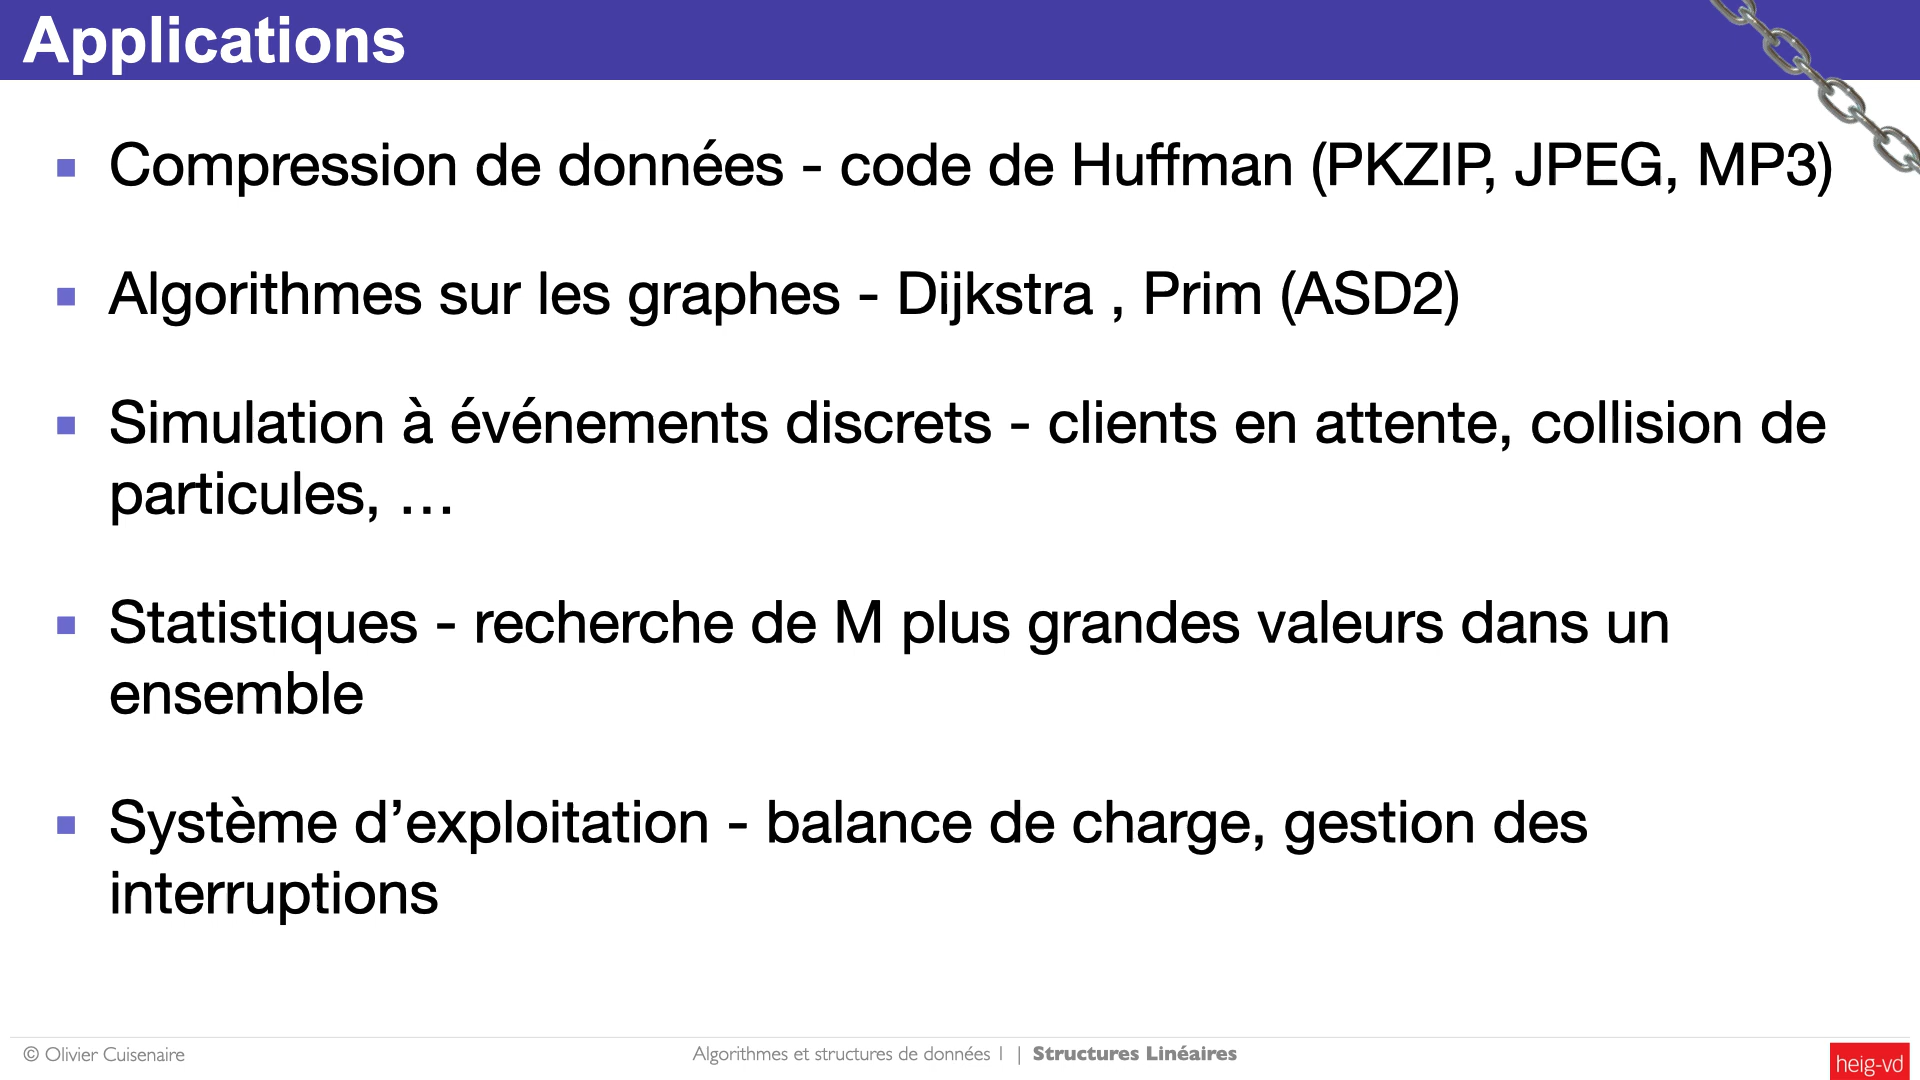 Applications
Compression de données - code de Huffman (PKZIP, JPEG, MP3)
Algorithmes sur les graphes - Dijkstra , Prim (ASD2)
Simulation à événements discrets - clients en attente, collision de
particules, …
Statistiques - recherche de M plus grandes valeurs dans un
ensemble
Système d’exploitation - balance de charge, gestion des
interruptions
© Olivier Cuisenaire
Algorithmes et structures de données 1 | Structures Linéaires
heig-vd